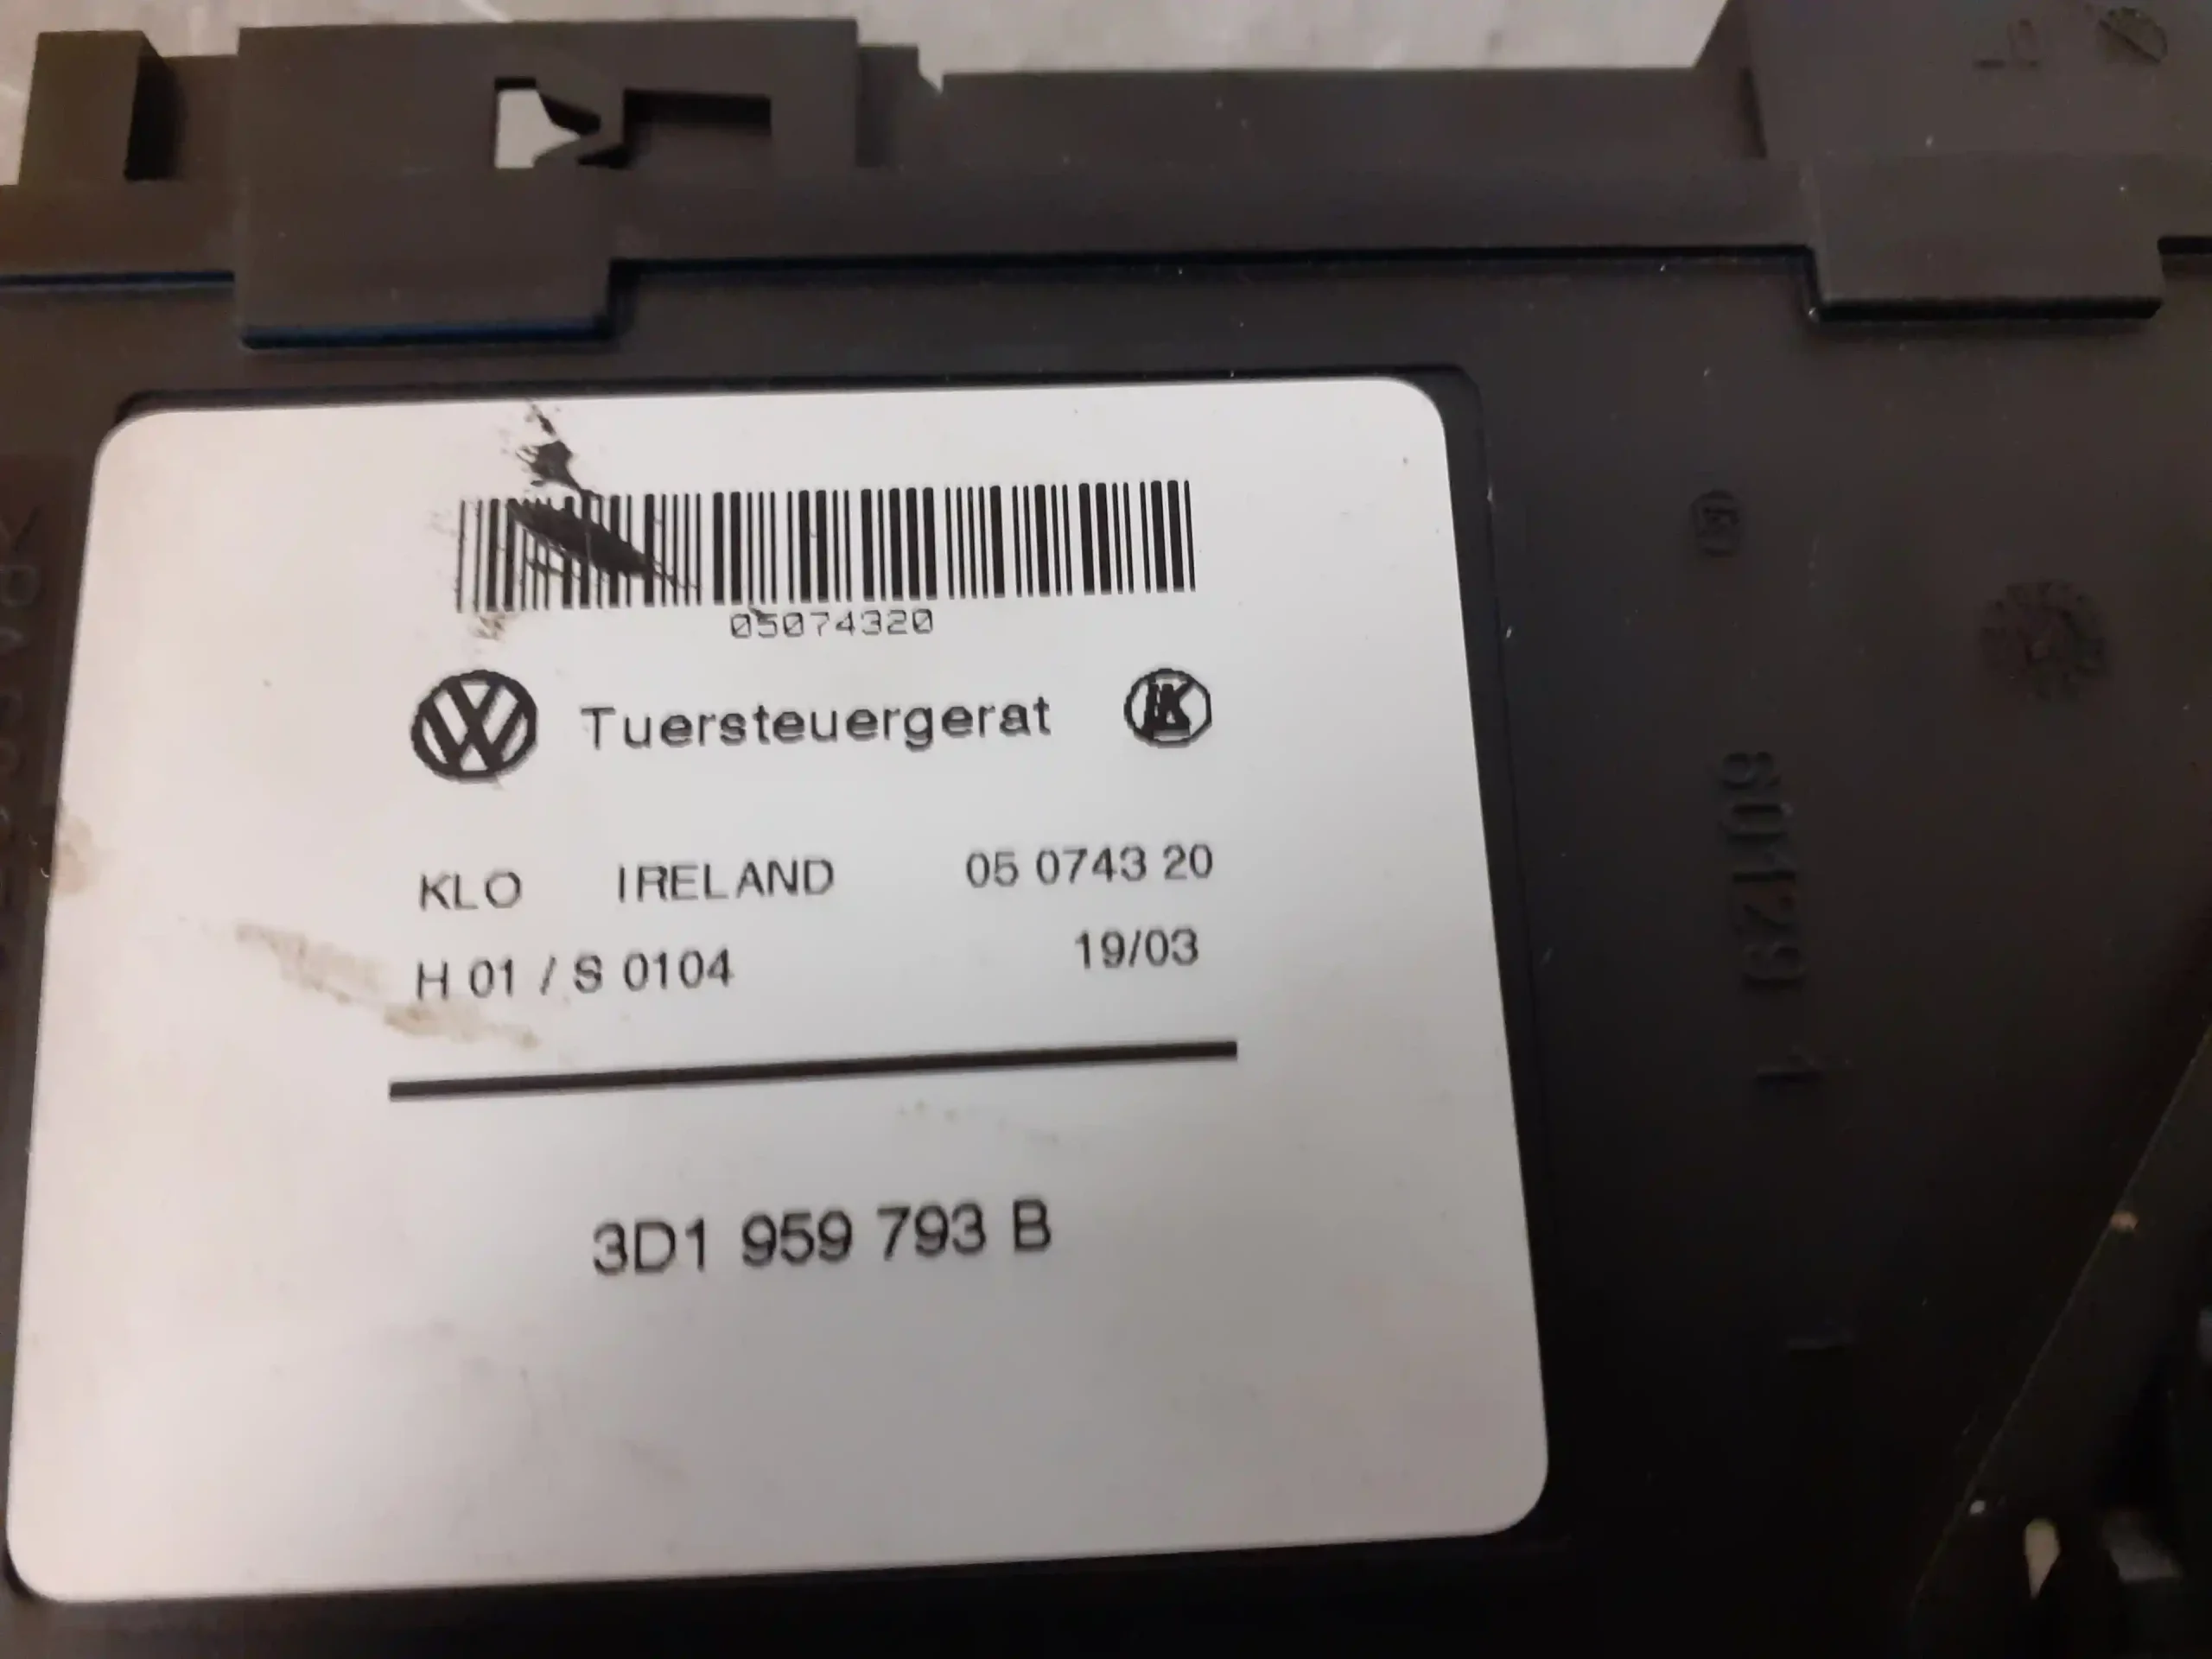 05074320
Tuersteuergerat
KLO IRELAND 05 0743 20
H 01 / S 0104 19/03
3D1 959 793 B